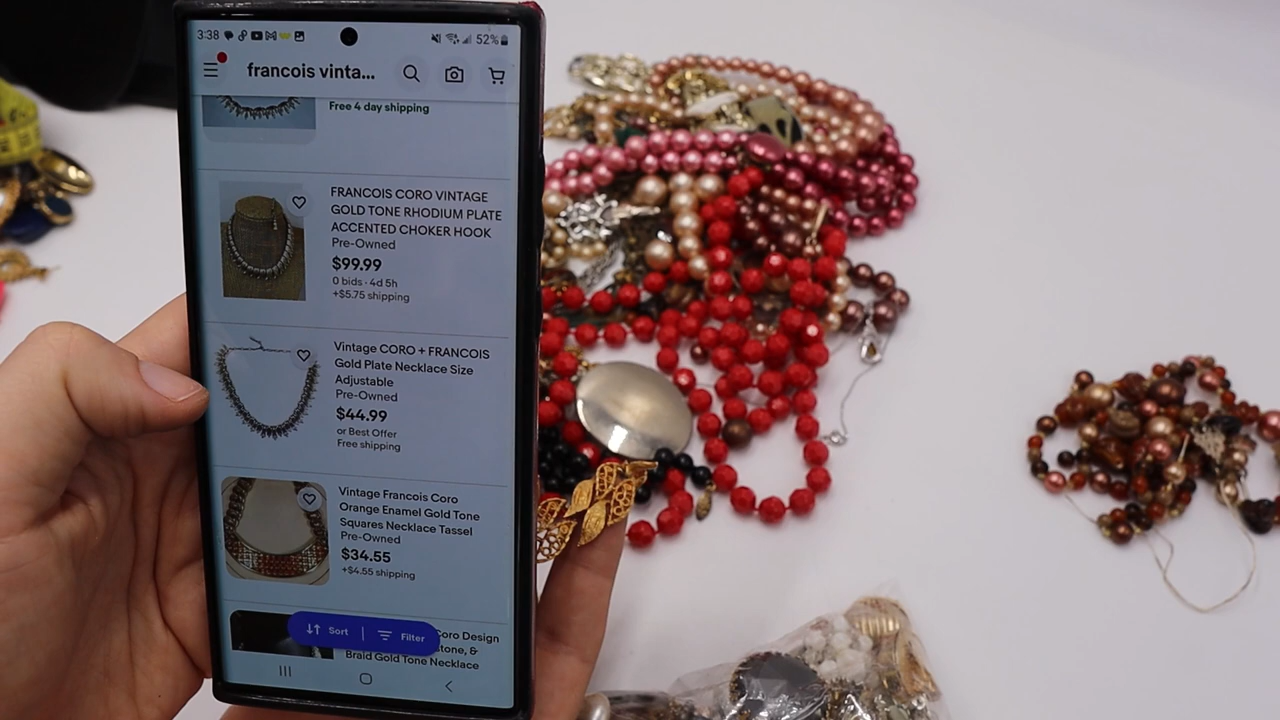 3:38
52%
francois vinta...
Free 4 day shipping
FRANCOIS CORO VINTAGE
GOLD TONE RHODIUM PLATE
ACCENTED CHOKER HOOK
Pre-Owned
$99.99
0 bids · 4d 5h
+$5.75 shipping
Vintage CORO + FRANCOIS
Gold Plate Necklace Size
Adjustable
Pre-Owned
$44.99
or Best Offer
Free shipping
Vintage Francois Coro
Orange Enamel Gold Tone
Squares Necklace Tassel
Pre-Owned
$34.55
+$4.55 shipping
Sort
Filter
Coro Design
stone, &
Braid Gold Tone Necklace